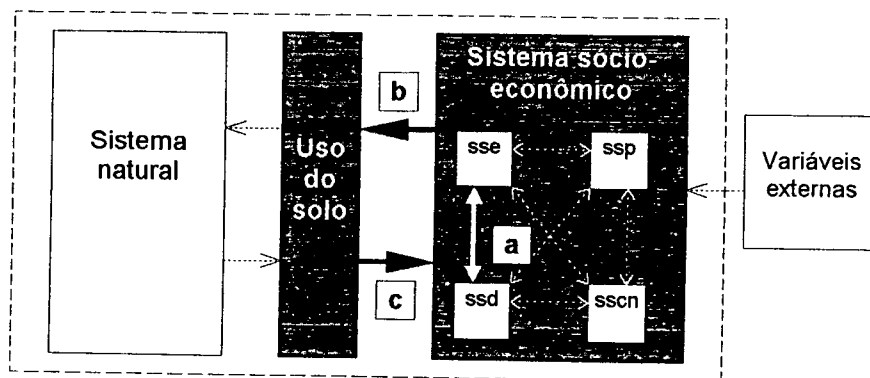 Sistema
natural
Uso
do
solo
b
c
Sistema sócio-
econômico
sse
ssp
a
ssd
sscn
Variáveis
externas